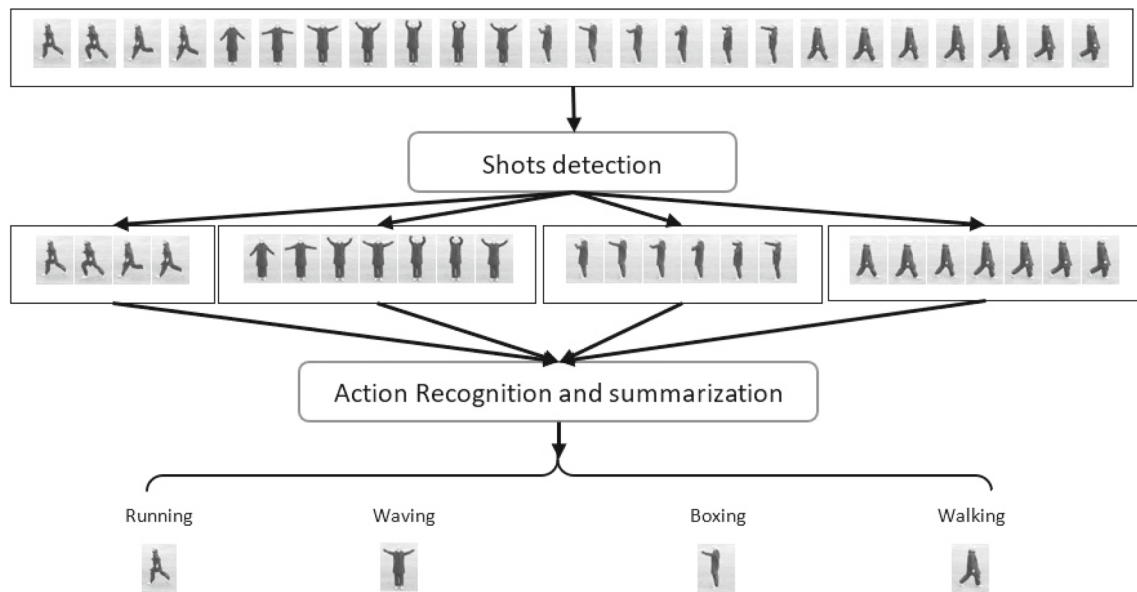 Shots detection
Action Recognition and summarization
Running
Waving
Boxing
Walking